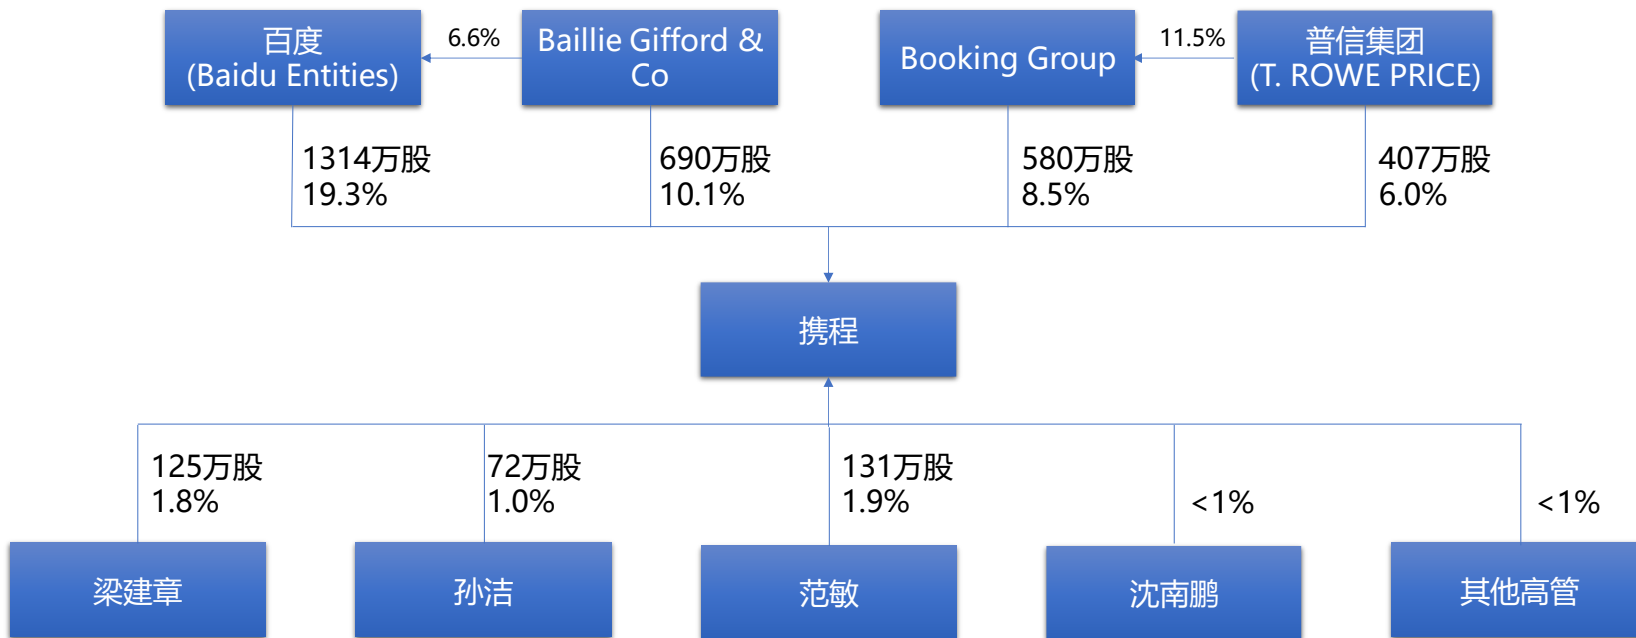 百度
(Baidu Entities)
6.6%
Baillie Gifford &
Co
Booking Group
11.5%
普信集团
(T. ROWE PRICE)
1314万股
19.3%
690万股
10.1%
580万股
8.5%
407万股
6.0%
携程
125万股
1.8%
72万股
1.0%
131万股
1.9%
<1%
<1%
梁建章
孙洁
范敏
沈南鹏
其他高管